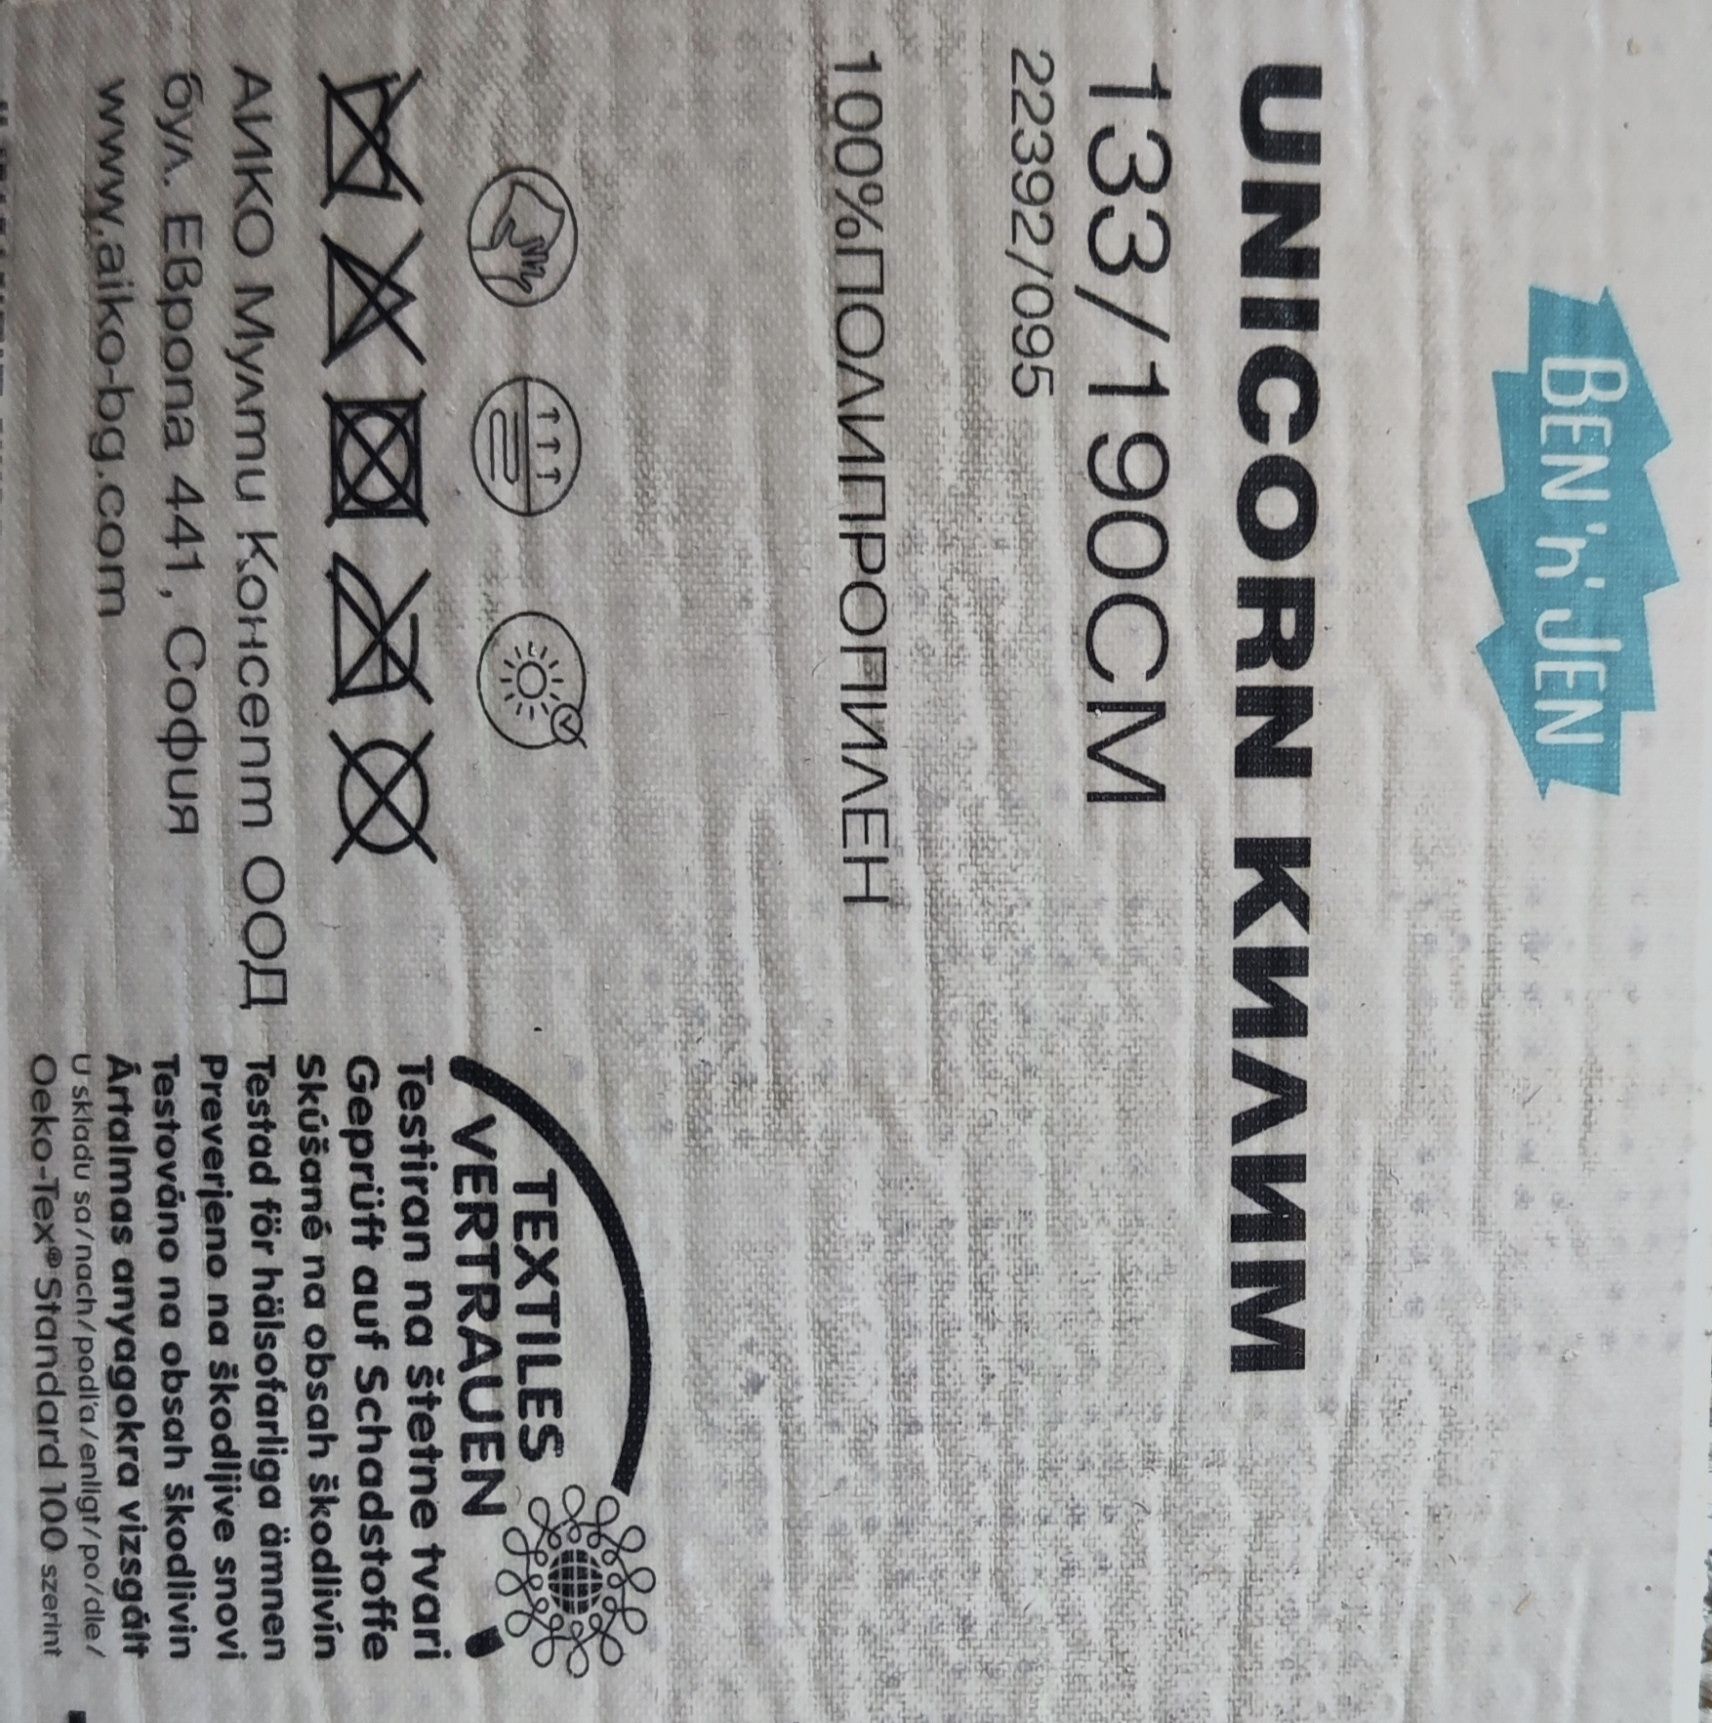 BEN 'n' JEN
UNICORN КИЛИМ
133/190CM
22392/095
100%ПОЛИПРОПИЛЕН
АИКО Мулти Консепт ООД
бул. Европа 441, София
www.aiko-bg.com
TEXTILES
VERTRAUEN
Testiran na štetne tvari
Geprüft auf Schadstoffe
Skúšané na obsah škodlivín
Testad för hälsofarliga ämnen
Preverjeno na škodljive snovi
Testováno na obsah škodlivin
Ártalmas anyagokra vizsgált
U skladu sa/nach/podľa/enligt/po/dle/
Oeko-Tex® Standard 100 szerint